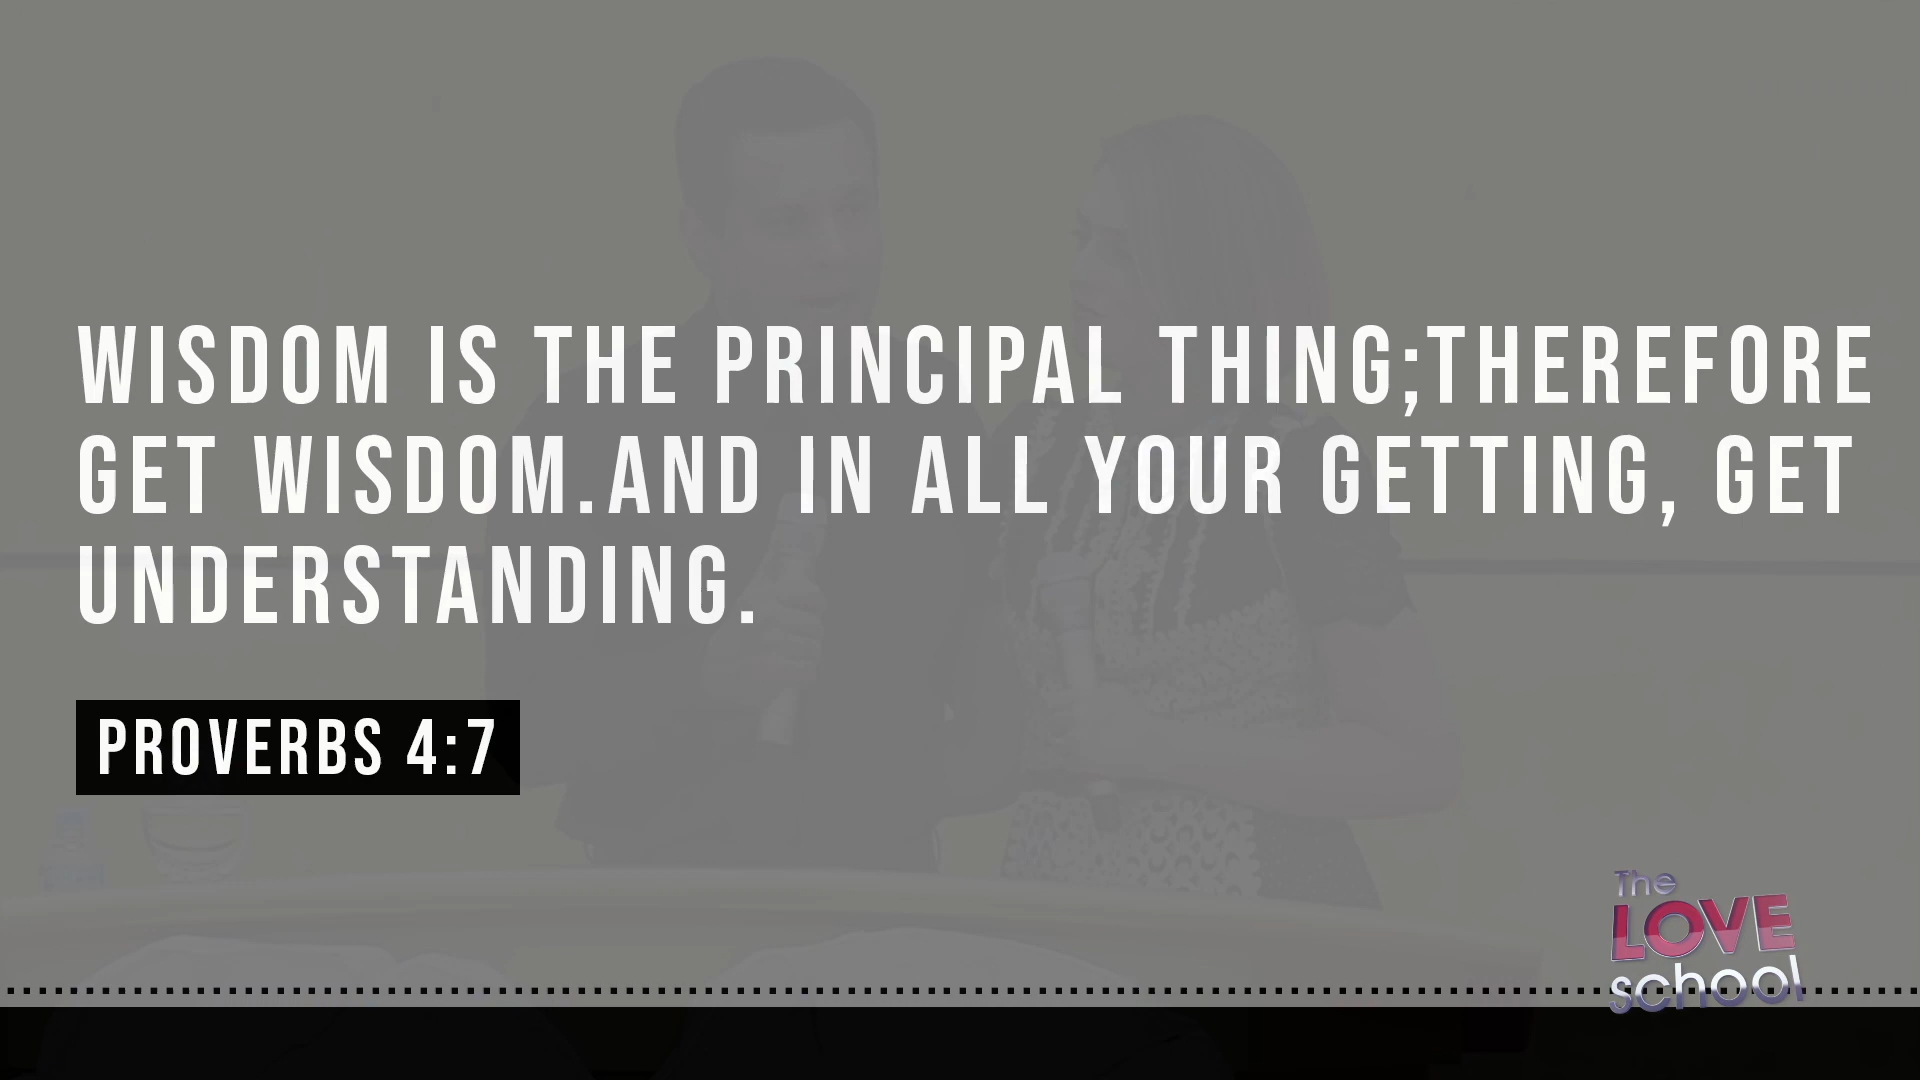 WISDOM IS THE PRINCIPAL THING;THEREFORE
GET WISDOM.AND IN ALL YOUR GETTING, GET
UNDERSTANDING.
PROVERBS 4:7
The
LOVE
school